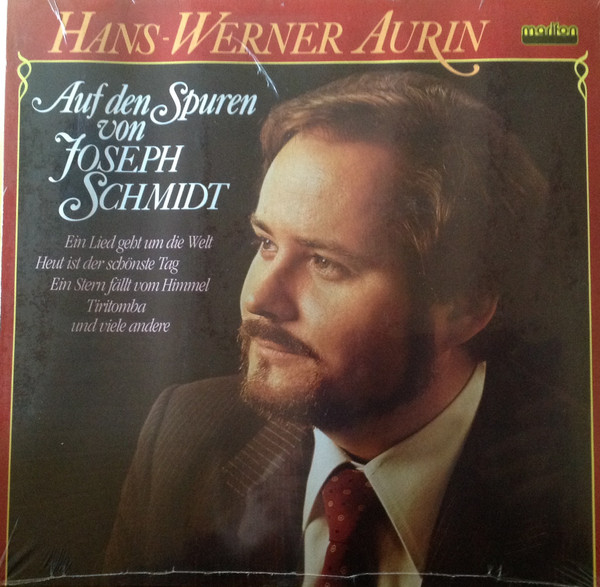 HANS-WERNER AURIN
marifon
Auf den Spuren
von
JOSEPH
SCHMIDT
Ein Lied geht um die Welt
Heut ist der schönste Tag
Ein Stern fällt vom Himmel
Tiritomba
und viele andere